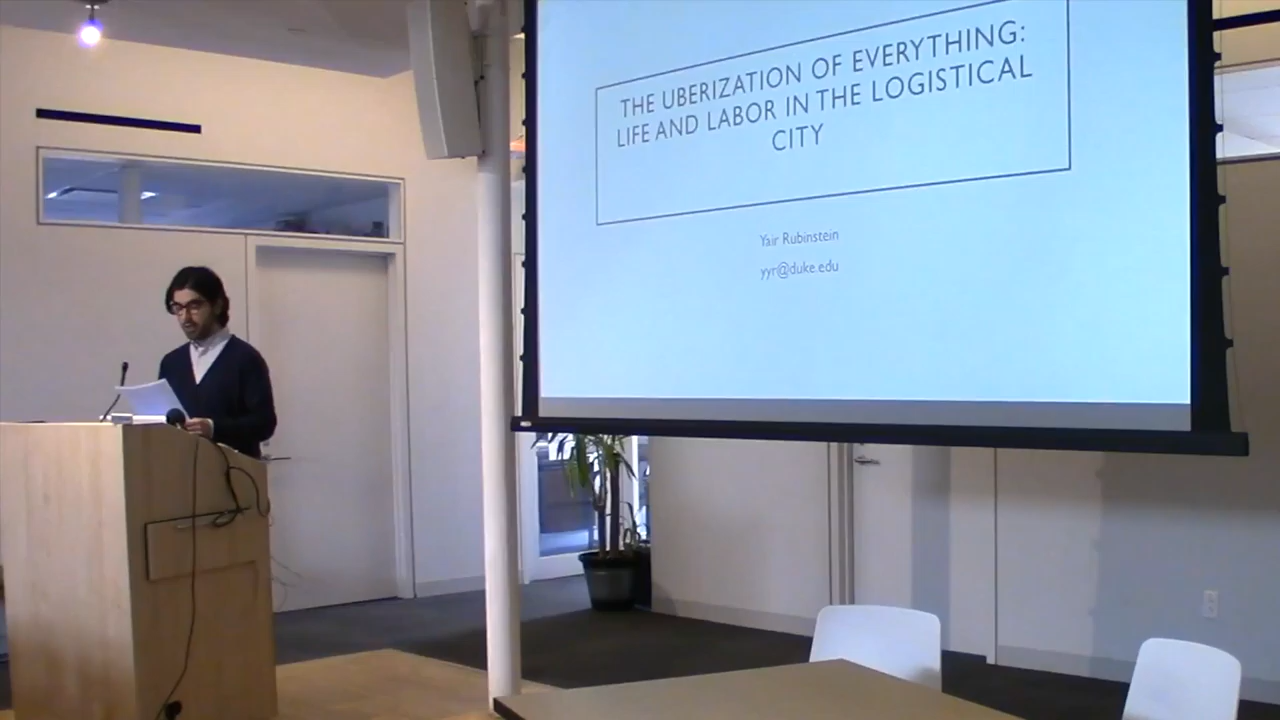 THE UBERIZATION OF EVERYTHING:
LIFE AND LABOR IN THE LOGISTICAL
CITY
Yair Rubinstein
yyr@duke.edu